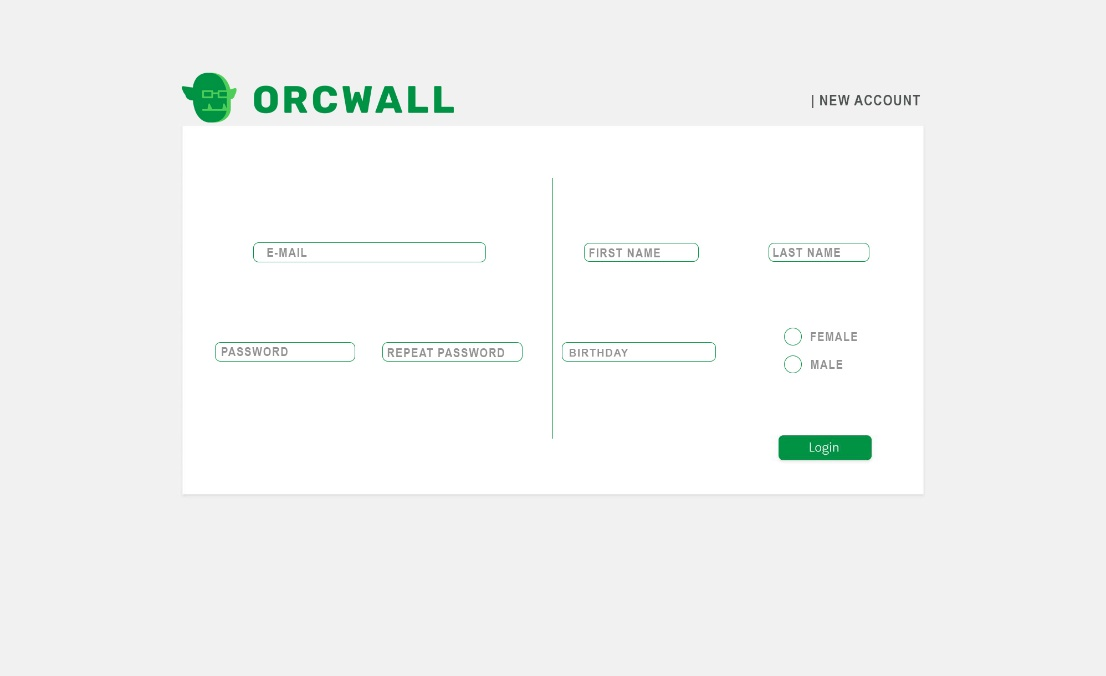 ORCWALL
| NEW ACCOUNT
E-MAIL
PASSWORD
REPEAT PASSWORD
FIRST NAME
LAST NAME
BIRTHDAY
FEMALE
MALE
Login